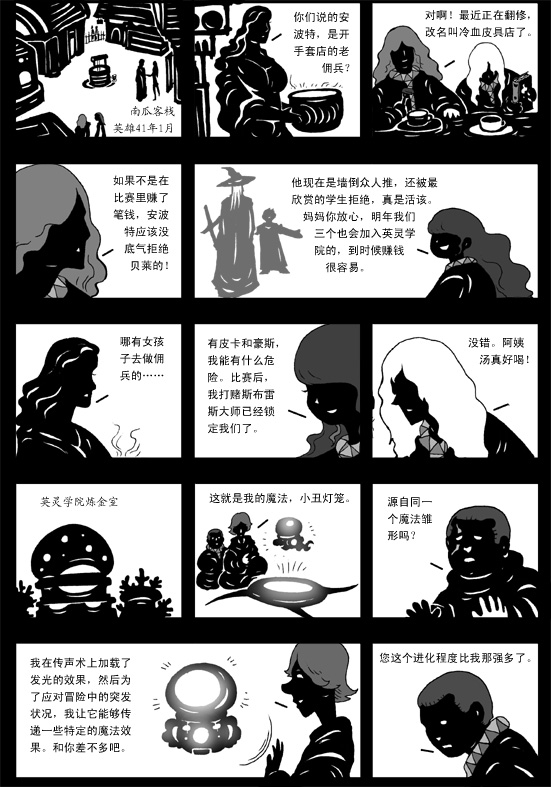 南瓜客栈
英雄41年1月
你们说的安
波特，是开
手套店的老
佣兵？
对啊！最近正在翻修，
改名叫冷血皮具店了。
如果不是在
比赛里赚了
笔钱，安波
特应该没
底气拒绝
贝莱的！
他现在是墙倒众人推，还被最
欣赏的学生拒绝，真是活该。
妈妈你放心，明年我们
三个也会加入英灵学
院的，到时候赚钱
很容易。
哪有女孩
子去做佣
兵的……
有皮卡和豪斯，
我能有什么危
险。比赛后，
我打赌斯布雷
斯大师已经锁
定我们了。
没错。阿姨
汤真好喝！
英灵学院炼金室
这就是我的魔法，小丑灯笼。
源自同一
个魔法雏
形吗？
我在传声术上加载了
发光的效果，然后为
了应对冒险中的突发
状况，我让它能够传
递一些特定的魔法效
果。和你差不多吧。
您这个进化程度比我那强多了。